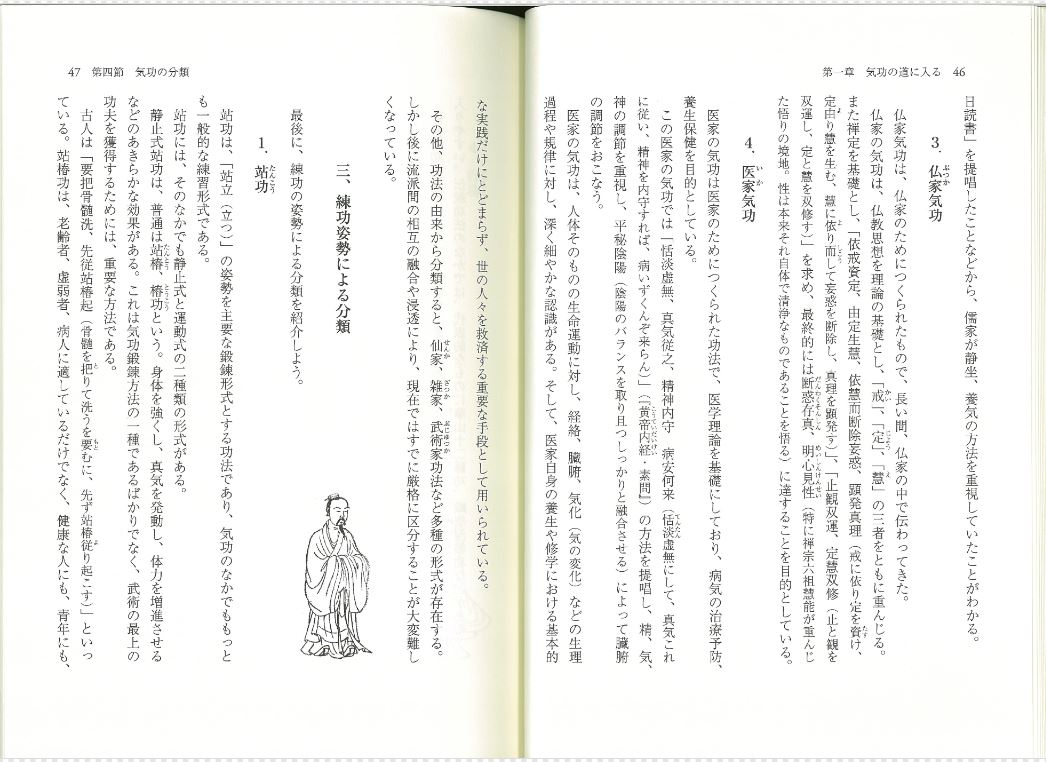 第一章　気功の道に入る　46
日読書」を提唱したことなどから、儒家が静坐、養気の方法を重視していたことがわかる。
3．仏家気功
仏家気功は、仏家のためにつくられたもので、長い間、仏家の中で伝わってきた。
仏家の気功は、仏教思想を理論の基礎とし、「戒」、「定」、「慧」の三者をともに重んじる。
また禅定を基礎とし、「依戒資定、由定生慧、依慧而断除妄惑、顕発真理（戒に依り定を資け、
定由り慧を生む、慧に依り而して妄惑を断除し、真理を顕発す）」、「止観双運、定慧双修（止と観を
双運し、定と慧を双修す）」を求め、最終的には断惑存真、明心見性（特に禅宗六祖慧能が重んじ
た悟りの境地。性は本来それ自体で清浄なものであることを悟る）に達することを目的としている。
4．医家気功
医家の気功は医家のためにつくられた功法で、医学理論を基礎にしており、病気の治療予防、
養生保健を目的としている。
この医家の気功では「恬淡虚無、真気従之、精神内守　病安何来（恬淡虚無にして、真気これ
に従い、精神を内守すれば、病いずくんぞ来らん）」（『黄帝内経・素問』）の方法を提唱し、精、気、
神の調節を重視し、平秘陰陽（陰陽のバランスを取り且つしっかりと融合させる）によって臓腑
の調節をおこなう。
医家の気功は、人体そのものの生命運動に対し、経絡、臓腑、気化（気の変化）などの生理
過程や規律に対し、深く細やかな認識がある。そして、医家自身の養生や修学における基本的
47　第四節　気功の分類
な実践だけにとどまらず、世の人々を救済する重要な手段として用いられている。
その他、功法の由来から分類すると、仙家、雑家、武術家功法など多種の形式が存在する。
しかし後に流派間の相互の融合や浸透により、現在ではすでに厳格に区分することが大変難し
くなっている。
三、練功姿勢による分類
最後に、練功の姿勢による分類を紹介しよう。
1．站功
站功は、「站立（立つ）」の姿勢を主要な鍛錬形式とする功法であり、気功のなかでももっと
も一般的な練習形式である。
站功には、そのなかでも静止式と運動式の二種類の形式がある。
静止式站功は、普通は站樁、樁功という。身体を強くし、真気を発動し、体力を増進させる
などのあきらかな効果がある。これは気功鍛錬方法の一種であるばかりでなく、武術の最上の
功夫を獲得するためには、重要な方法である。
古人は「要把骨髄洗、先従站樁起（骨髄を把りて洗うを要むに、先ず站樁従り起こす）」といっ
ている。站樁功は、老齢者、虚弱者、病人に適しているだけでなく、健康な人にも、青年にも、